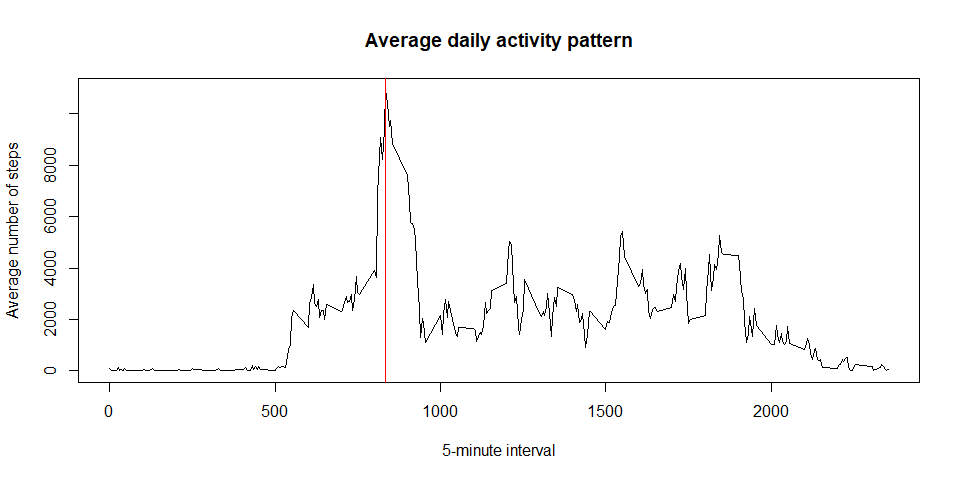 Average daily activity pattern
Average number of steps
8000
6000
4000
2000
0
0 500 1000 1500 2000
5-minute interval